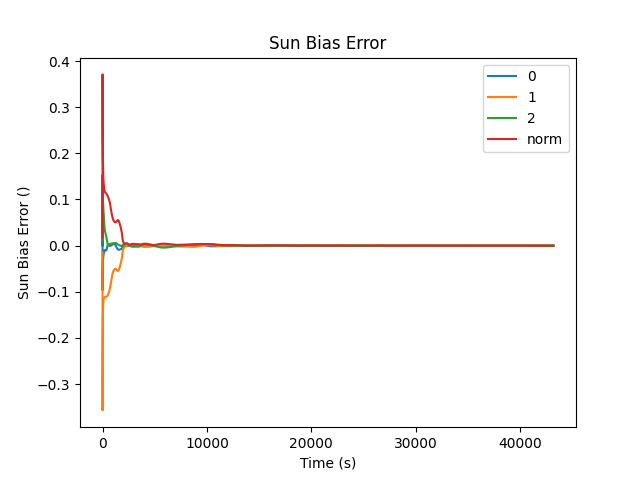 Sun Bias Error
0.4
0.3
0.2
0.1
0.0
−0.1
−0.2
−0.3
Sun Bias Error ()
0
1
2
norm
0 10000 20000 30000 40000
Time (s)